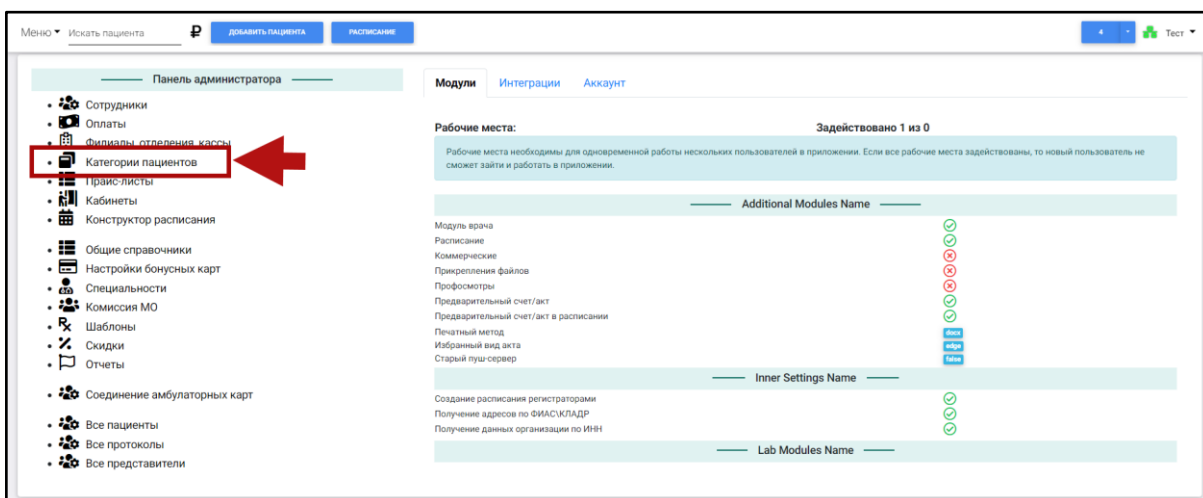 Меню Искать пациента ₽ ДОБАВИТЬ ПАЦИЕНТА РАСПИСАНИЕ 4 Тест
Панель администратора
Сотрудники
Оплаты
Филиалы, отделения, кассы
Категории пациентов
Прайс-листы
Кабинеты
Конструктор расписания
Общие справочники
Настройки бонусных карт
Специальности
Комиссия МО
Шаблоны
Скидки
Отчеты
Соединение амбулаторных карт
Все пациенты
Все протоколы
Все представители
Модули Интеграции Аккаунт
Рабочие места: Задействовано 1 из 0
Рабочие места необходимы для одновременной работы нескольких пользователей в приложении. Если все рабочие места задействованы, то новый пользователь не
сможет зайти и работать в приложении.
Additional Modules Name
Модуль врача
Расписание
Коммерческие
Прикрепления файлов
Профосмотры
Предварительный счет/акт
Предварительный счет/акт в расписании
Печатный метод docx
Избранный вид акта edge
Старый пуш-сервер false
Inner Settings Name
Создание расписания регистраторами
Получение адресов по ФИАС\КЛАДР
Получение данных организации по ИНН
Lab Modules Name